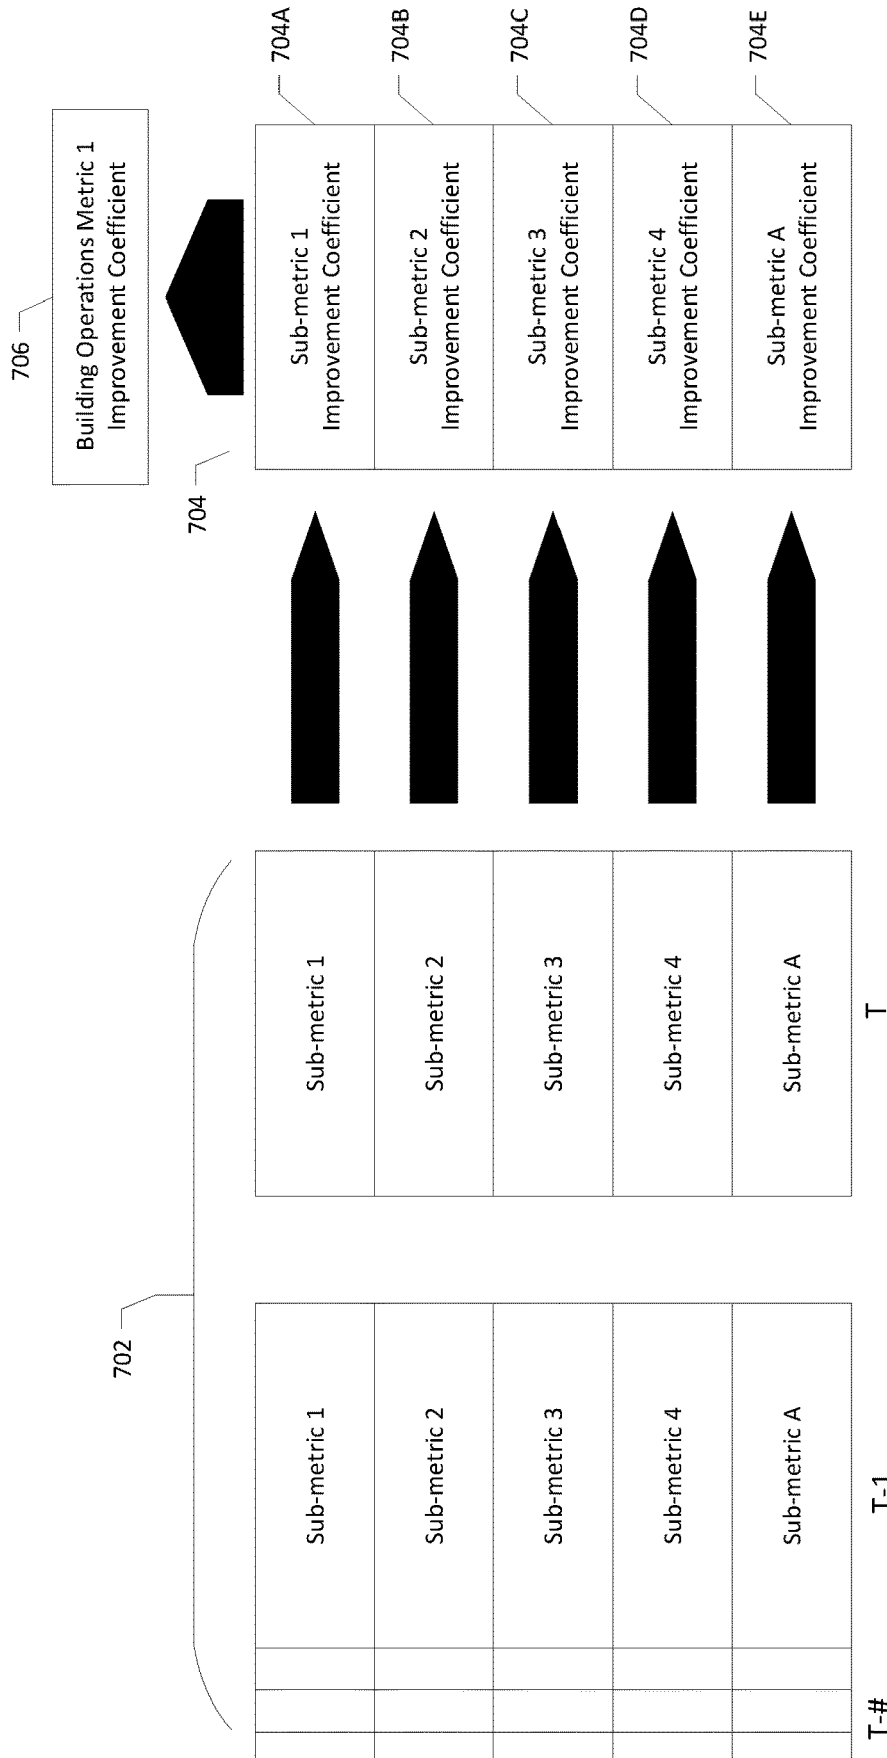 706
Building Operations Metric 1
Improvement Coefficient
704
702
Sub-metric 1
Sub-metric 2
Sub-metric 3
Sub-metric 4
Sub-metric A
T-#
T-1
Sub-metric 1
Sub-metric 2
Sub-metric 3
Sub-metric 4
Sub-metric A
T
Sub-metric 1
Improvement Coefficient
704A
Sub-metric 2
Improvement Coefficient
704B
Sub-metric 3
Improvement Coefficient
704C
Sub-metric 4
Improvement Coefficient
704D
Sub-metric A
Improvement Coefficient
704E